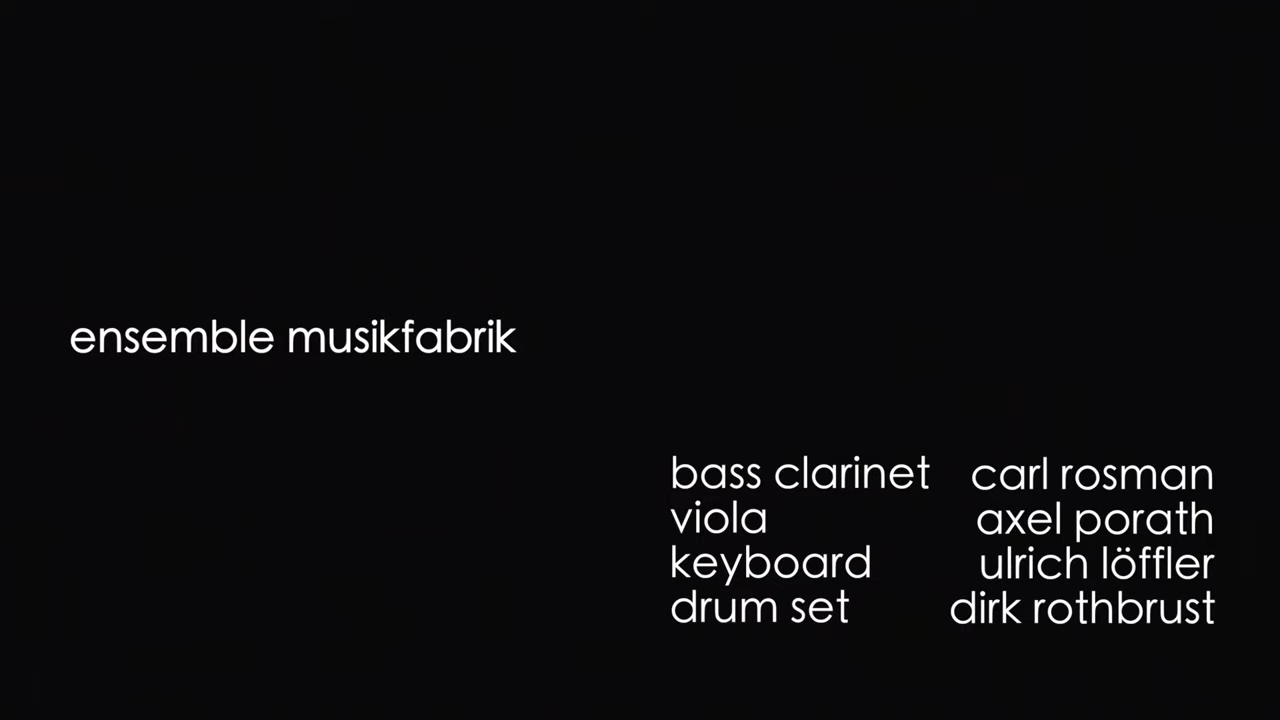 ensemble musikfabrik
bass clarinet carl rosman
viola axel porath
keyboard ulrich löffler
drum set dirk rothbrust